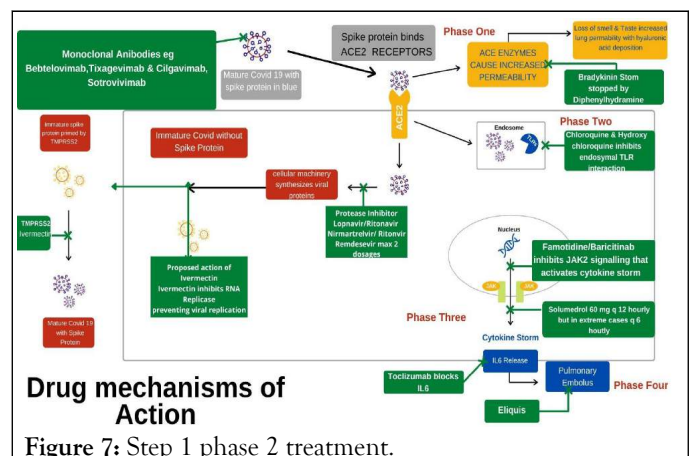 Monoclonal Anibodies eg
Bebtelovimab,Tixagevimab & Cilgavimab,
Sotrovivimab
Mature Covid 19 with
spike protein in blue
Spike protein binds
ACE2 RECEPTORS
Phase One
ACE ENZYMES
CAUSE INCREASED
PERMEABILITY
Loss of smell & Taste increased
lung permability with hyaluronic
acid deposition
Bradykinin Stom
stopped by
Diphenylhydramine
ACE2
Phase Two
Endosome
TLR
Chloroquine & Hydroxy
chloroquine inhibits
endosymal TLR
interaction
Immature spike
protein primed by
TMPRSS2
Immature Covid without
Spike Protein
cellular machinery
synthesizes viral
proteins
Protease Inhibitor
Lopnavir/Ritonavir
Nirmartrelvir/ Ritonvir
Remdesevir max 2
dosages
TMPRSS2
Ivermectin
Proposed action of
Ivermectin
Ivermectin inhibits RNA
Replicase
preventing viral replication
Mature Covid 19
with Spike
Protein
Nucleus
JAK
JAK
Famotidine/Baricitinab
inhibits JAK2 signalling that
activates cytokine storm
Phase Three
Solumedrol 60 mg q 12 hourly
but in extreme cases q 6
houtly
Cytokine Storm
IL6 Release
Toclizumab blocks
IL6
Pulmonary
Embolus
Phase Four
Eliquis
Drug mechanisms of
Action
Figure 7: Step 1 phase 2 treatment.